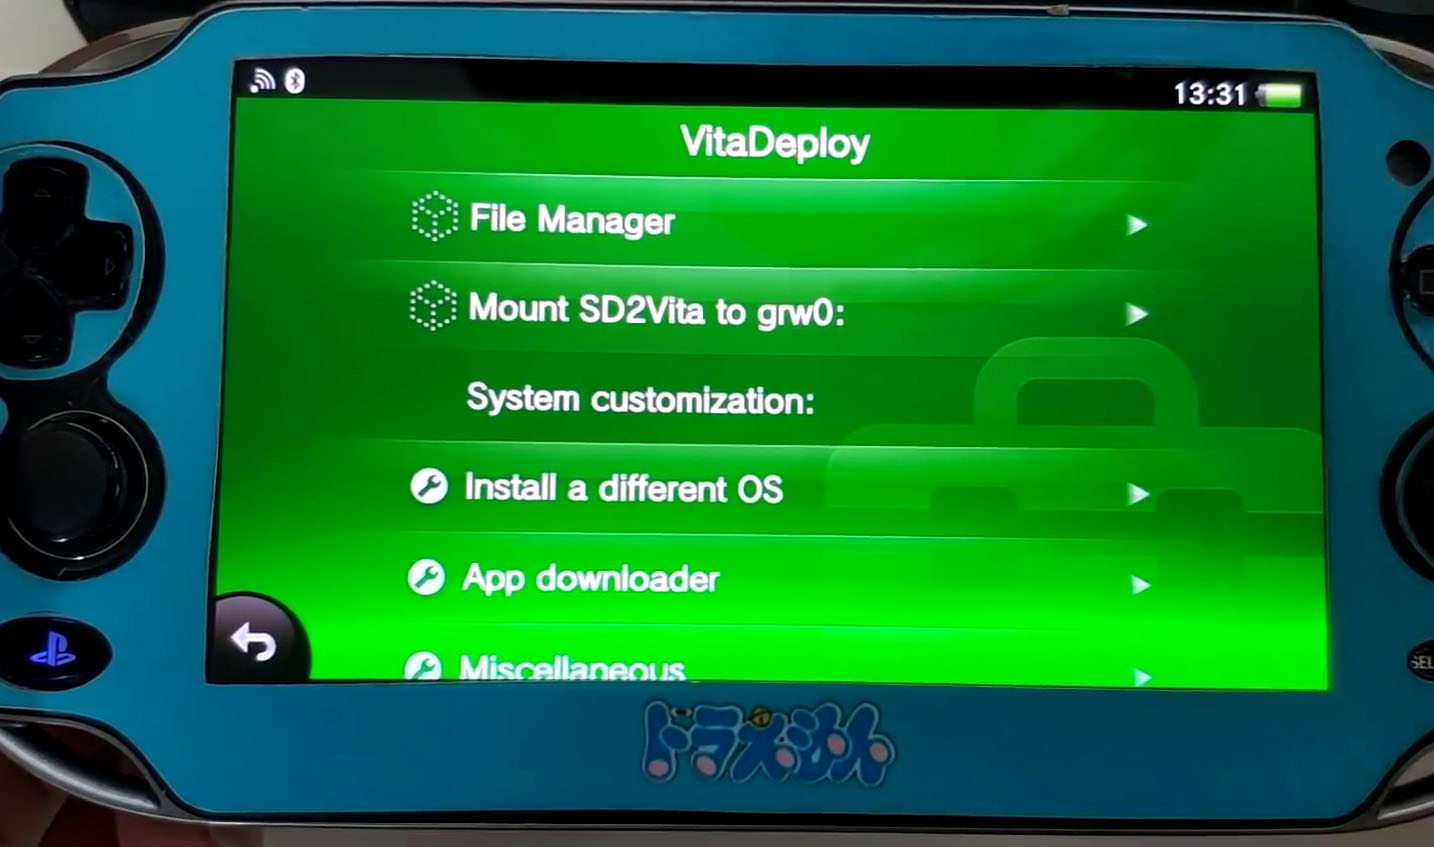 13:31
VitaDeploy
File Manager
Mount SD2Vita to grw0:
System customization:
Install a different OS
App downloader
Miscellaneous
SEL
ドラえもん